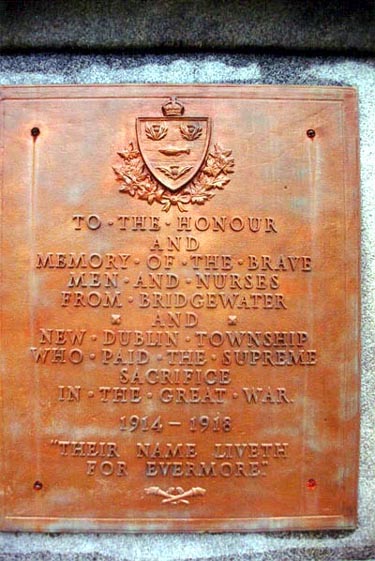 TO · THE · HONOUR
AND
MEMORY · OF · THE · BRAVE
MEN · AND · NURSES
FROM · BRIDGEWATER
AND
NEW · DUBLIN · TOWNSHIP
WHO · PAID · THE · SUPREME
SACRIFICE
IN · THE · GREAT · WAR
1914 – 1918
"THEIR NAME LIVETH
FOR EVERMORE"